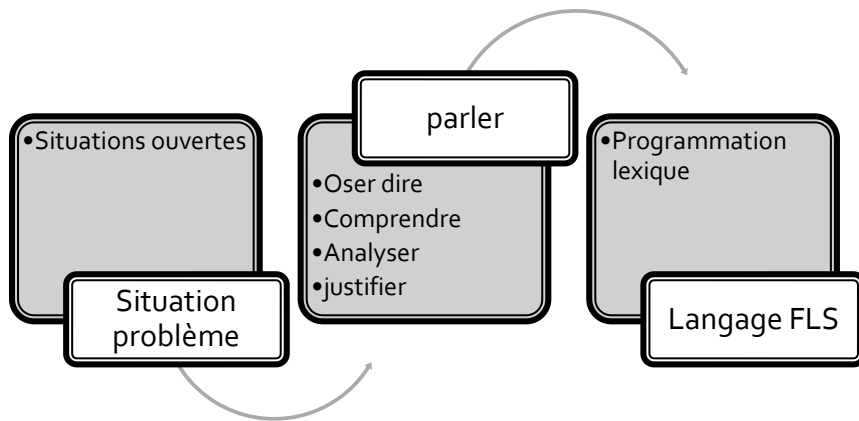 •Situations ouvertes
Situation
problème
parler
•Oser dire
•Comprendre
•Analyser
•justifier
•Programmation
lexique
Langage FLS